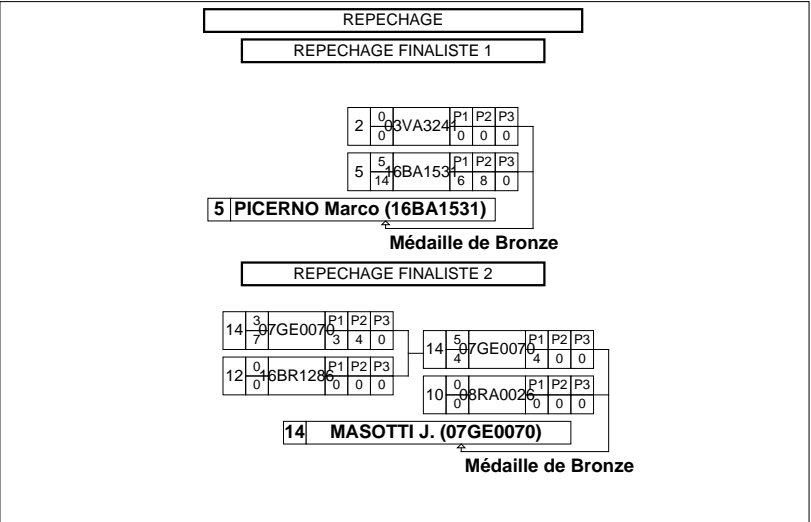 REPECHAGE
REPECHAGE FINALISTE 1
2 0 0 03VA3241 P1 P2 P3 0 0 0
5 5 14 16BA1531 P1 P2 P3 6 8 0
5 PICERNO Marco (16BA1531)
Médaille de Bronze
REPECHAGE FINALISTE 2
14 3 7 07GE0070 P1 P2 P3 3 4 0
12 0 0 16BR1286 P1 P2 P3 0 0 0
14 5 4 07GE0070 P1 P2 P3 4 0 0
10 0 0 08RA0026 P1 P2 P3 0 0 0
14 MASOTTI J. (07GE0070)
Médaille de Bronze